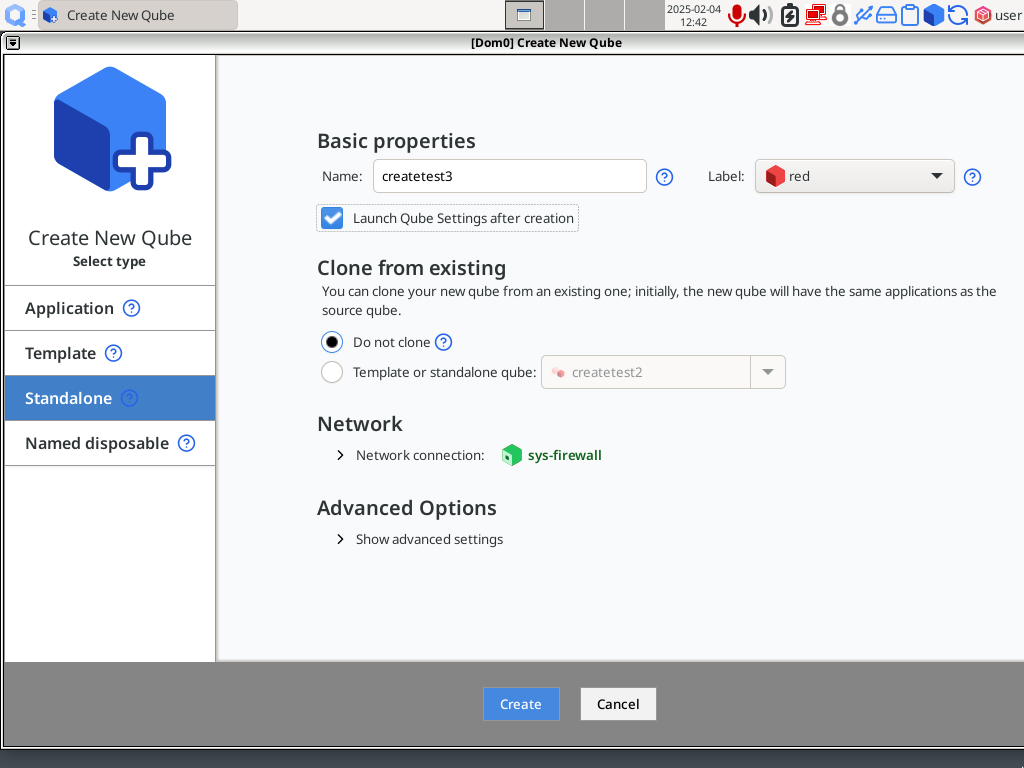 Create New Qube
2025-02-04
12:42
user
[Dom0] Create New Qube
Create New Qube
Select type
Application
Template
Standalone
Named disposable
Basic properties
Name: createtest3
Label: red
Launch Qube Settings after creation
Clone from existing
You can clone your new qube from an existing one; initially, the new qube will have the same applications as the
source qube.
Do not clone
Template or standalone qube: createtest2
Network
Network connection: sys-firewall
Advanced Options
Show advanced settings
Create
Cancel